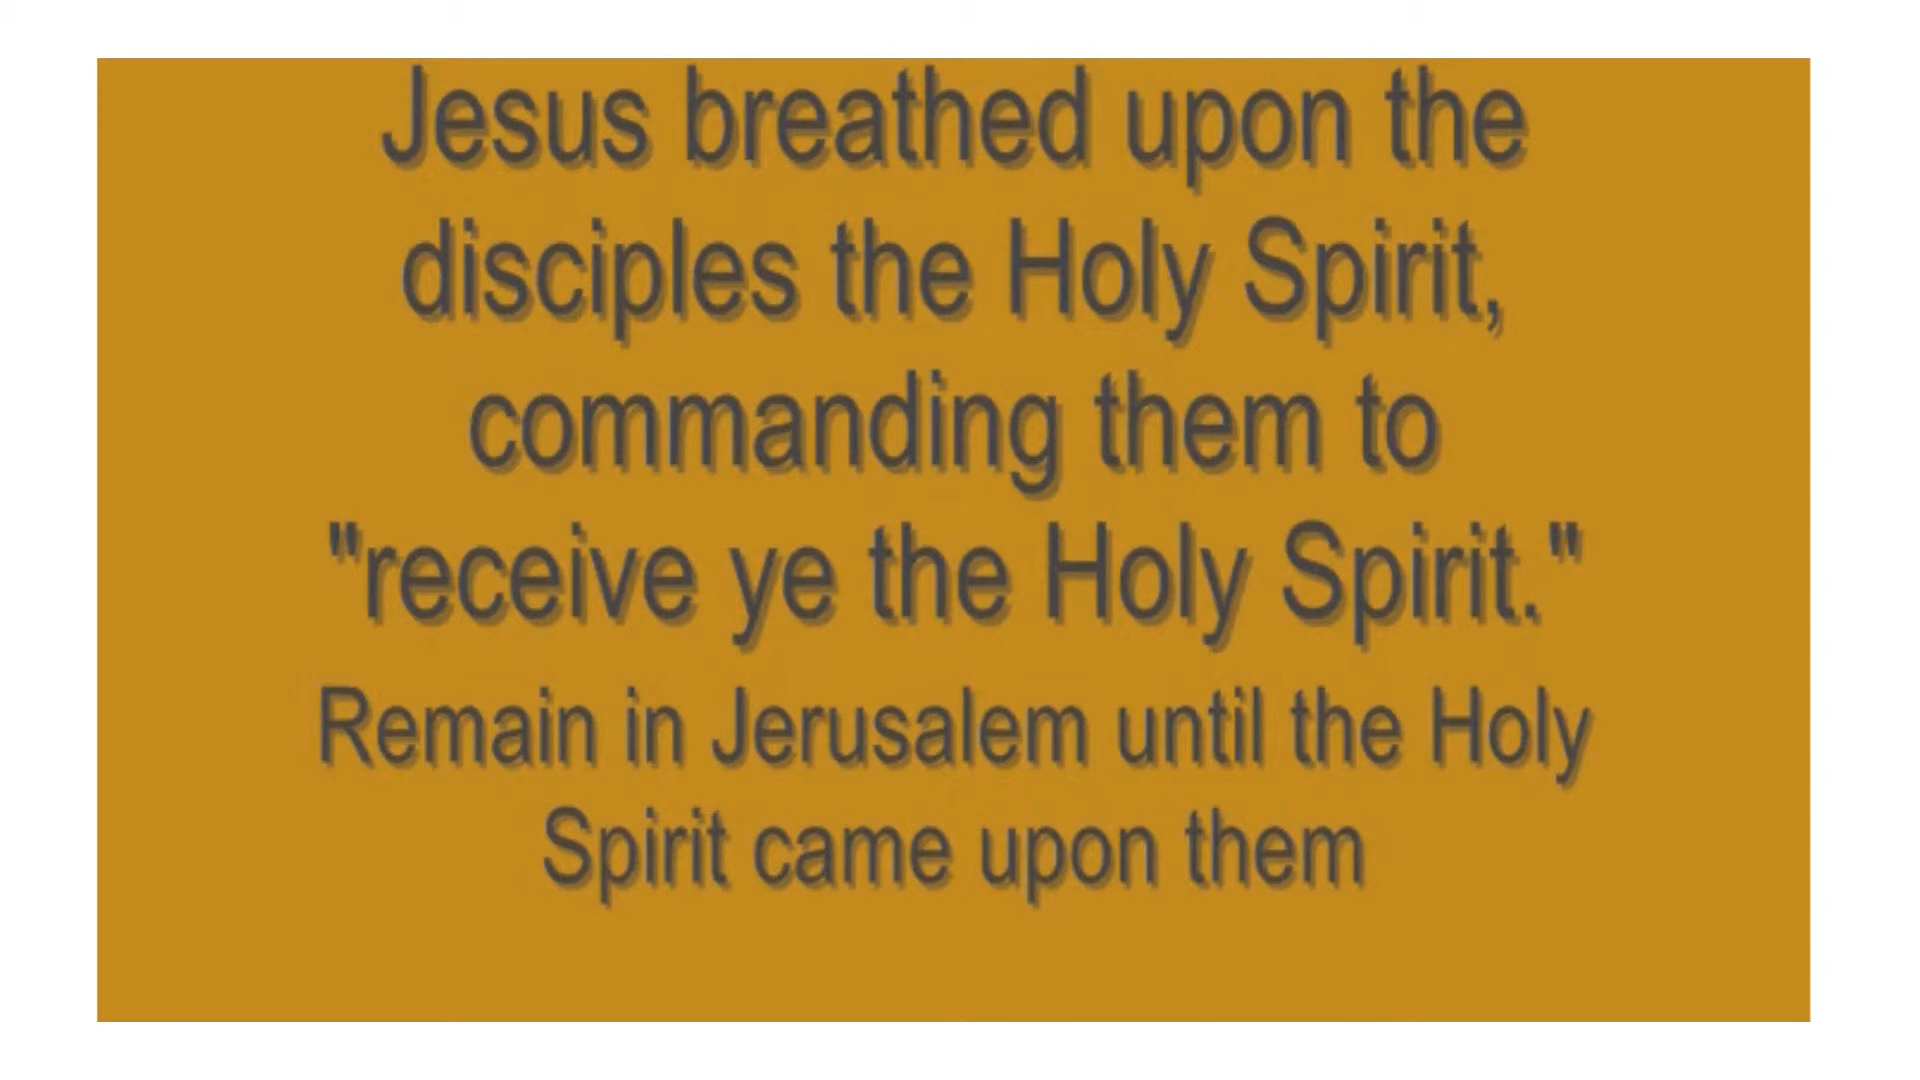 Jesus breathed upon the
disciples the Holy Spirit,
commanding them to
"receive ye the Holy Spirit."
Remain in Jerusalem until the Holy
Spirit came upon them